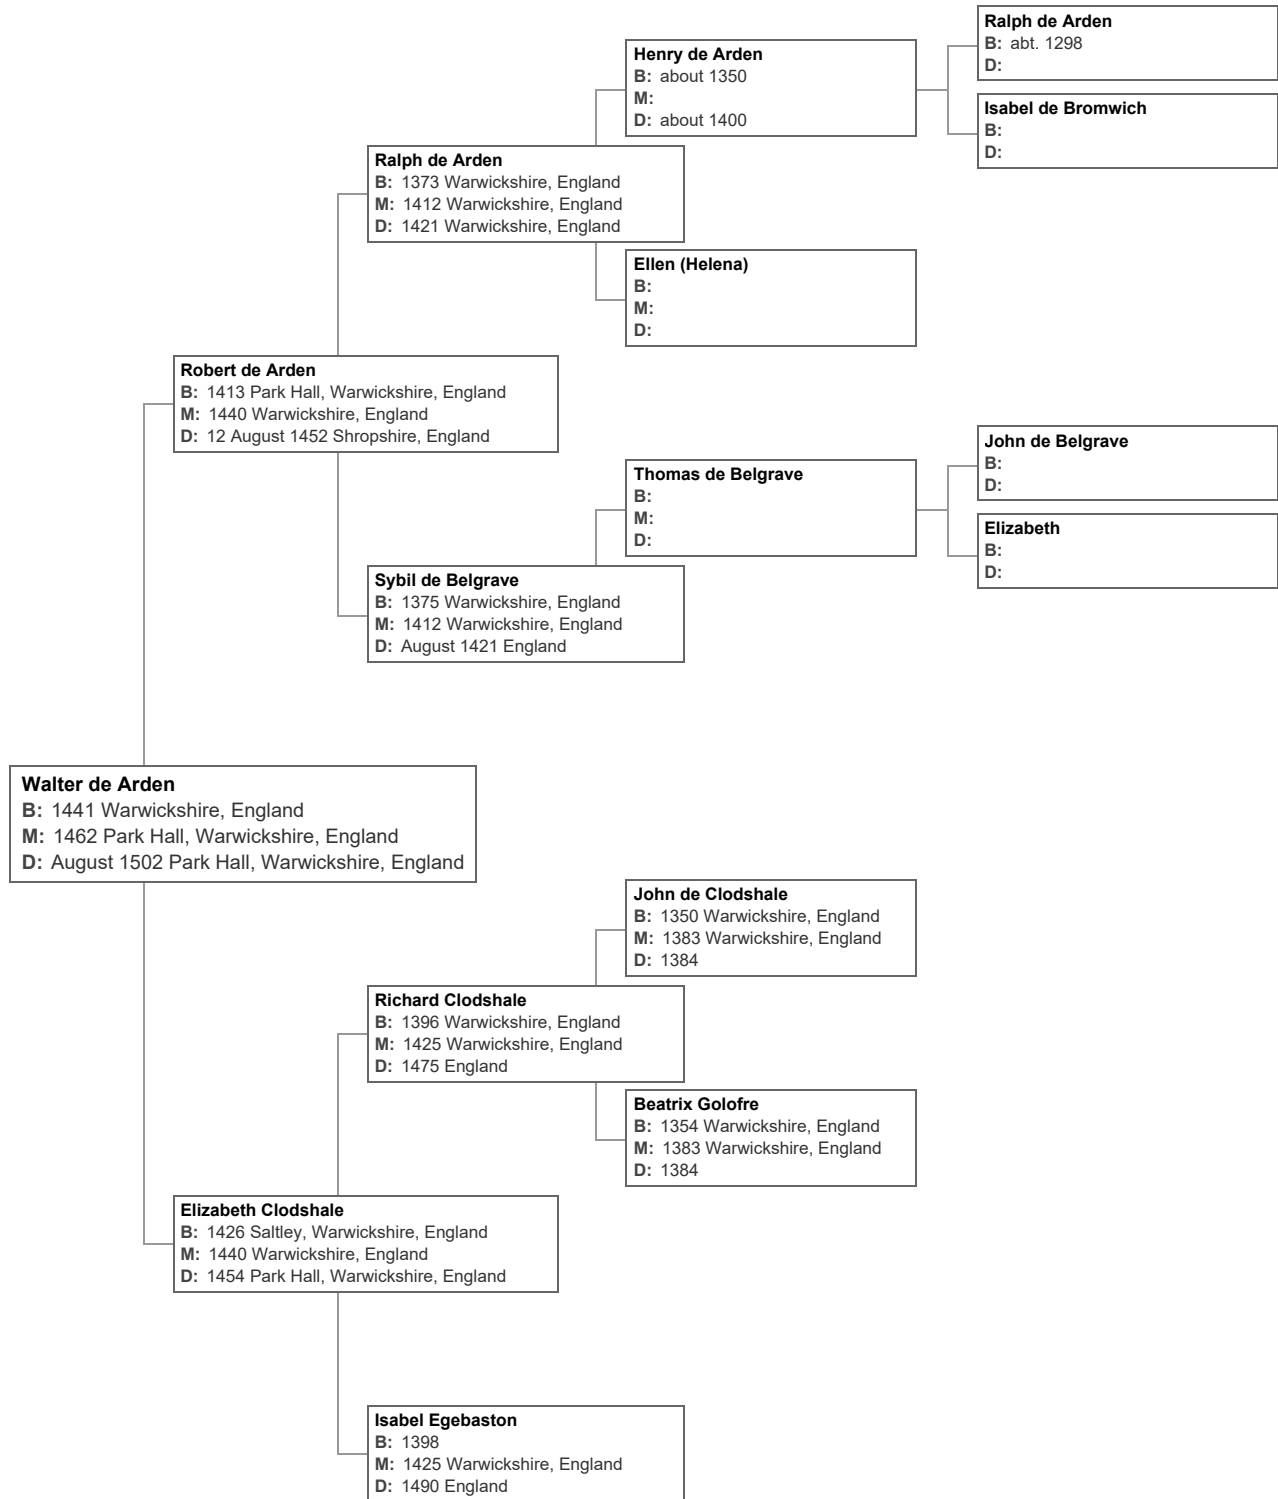 Ralph de Arden
B: abt. 1298
D:
Henry de Arden
B: about 1350
M:
D: about 1400
Isabel de Bromwich
B:
D:
Ralph de Arden
B: 1373 Warwickshire, England
M: 1412 Warwickshire, England
D: 1421 Warwickshire, England
Ellen (Helena)
B:
M:
D:
Robert de Arden
B: 1413 Park Hall, Warwickshire, England
M: 1440 Warwickshire, England
D: 12 August 1452 Shropshire, England
John de Belgrave
B:
D:
Thomas de Belgrave
B:
M:
D:
Elizabeth
B:
D:
Sybil de Belgrave
B: 1375 Warwickshire, England
M: 1412 Warwickshire, England
D: August 1421 England
Walter de Arden
B: 1441 Warwickshire, England
M: 1462 Park Hall, Warwickshire, England
D: August 1502 Park Hall, Warwickshire, England
John de Clodshale
B: 1350 Warwickshire, England
M: 1383 Warwickshire, England
D: 1384
Richard Clodshale
B: 1396 Warwickshire, England
M: 1425 Warwickshire, England
D: 1475 England
Beatrix Golofre
B: 1354 Warwickshire, England
M: 1383 Warwickshire, England
D: 1384
Elizabeth Clodshale
B: 1426 Saltley, Warwickshire, England
M: 1440 Warwickshire, England
D: 1454 Park Hall, Warwickshire, England
Isabel Egebaston
B: 1398
M: 1425 Warwickshire, England
D: 1490 England